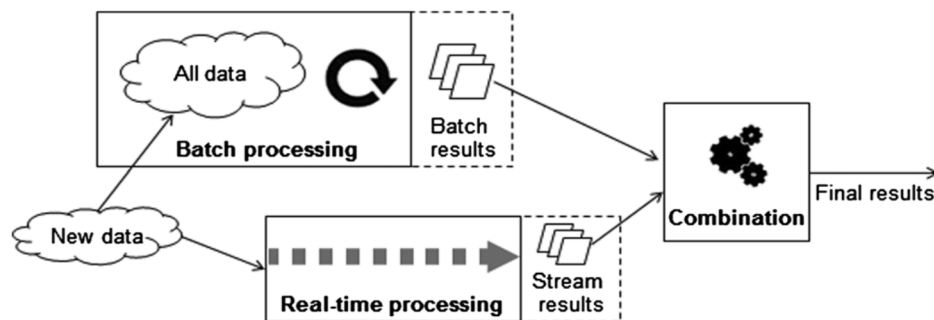 All data
Batch processing
Batch
results
New data
Real-time processing
Stream
results
Combination
Final results